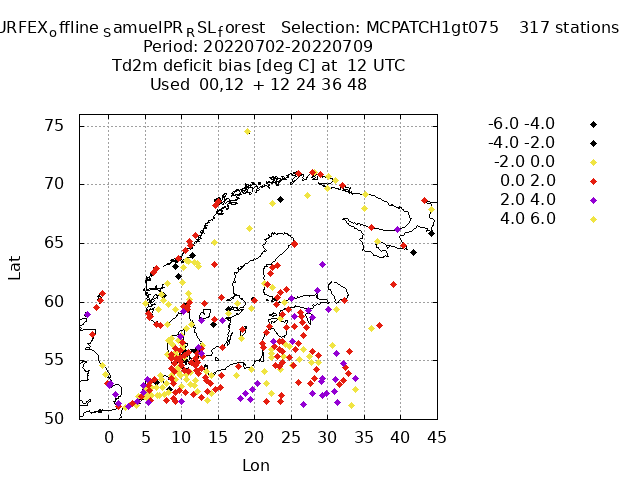 URFEXoffline SamuelPRRSLforest Selection: MCPATCH1gt075 317 stations
Period: 20220702-20220709
Td2m deficit bias [deg C] at 12 UTC
Used 00,12 + 12 24 36 48
-6.0 -4.0
-4.0 -2.0
-2.0 0.0
0.0 2.0
2.0 4.0
4.0 6.0
75
70
65
60
55
50
Lat
0 5 10 15 20 25 30 35 40 45
Lon